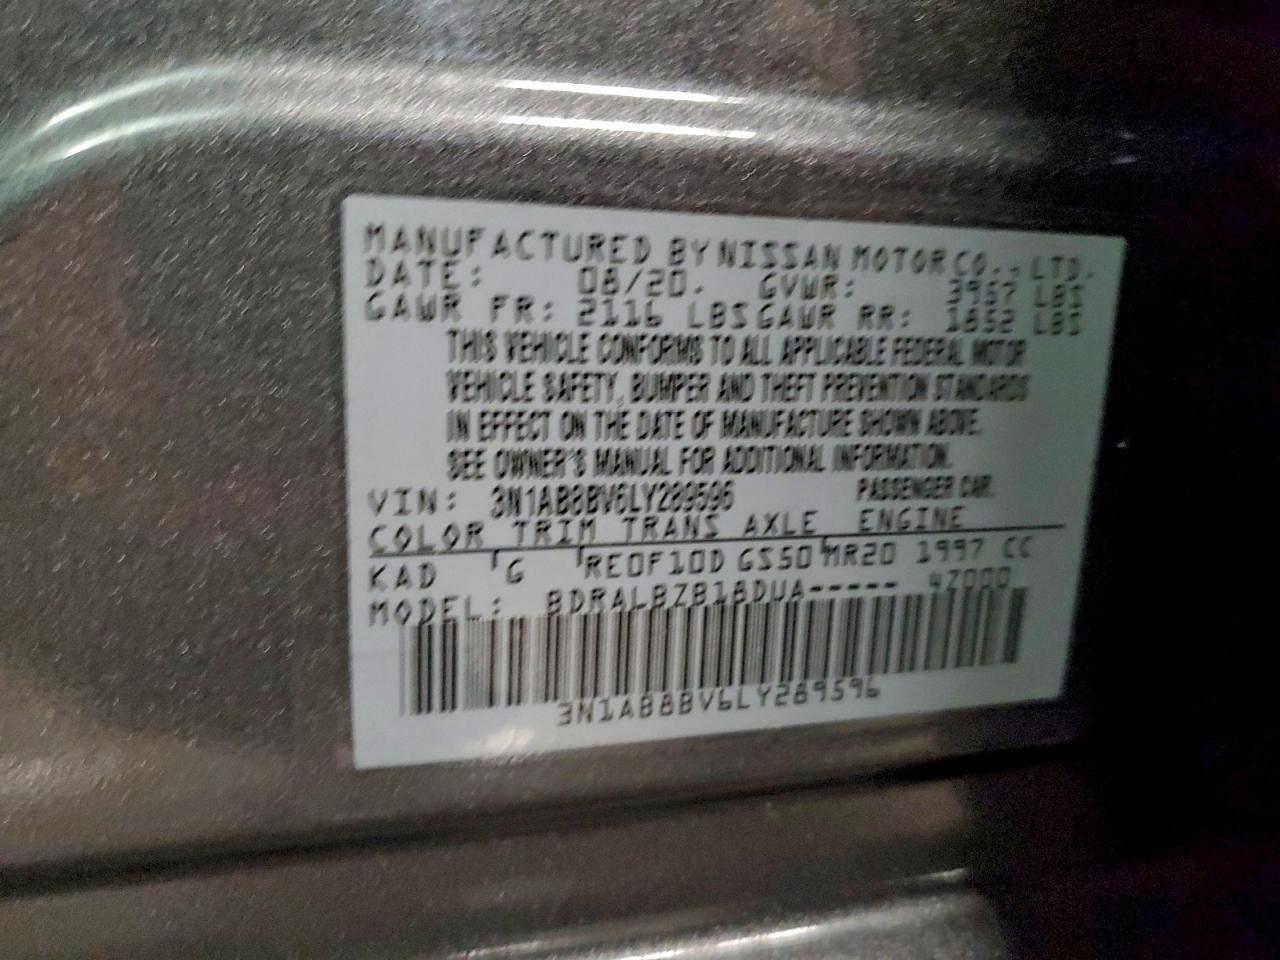 MANUFACTURED BY NISSAN MOTOR CO., LTD.
DATE: 08/20. GVWR: 3957 LBS
GAWR FR: 2116 LBS GAWR RR: 1852 LBS
THIS VEHICLE CONFORMS TO ALL APPLICABLE FEDERAL MOTOR
VEHICLE SAFETY, BUMPER AND THEFT PREVENTION STANDARDS
IN EFFECT ON THE DATE OF MANUFACTURE SHOWN ABOVE.
SEE OWNER'S MANUAL FOR ADDITIONAL INFORMATION.
VIN: 3N1AB8BV6LY289596 PASSENGER CAR.
COLOR TRIM TRANS AXLE ENGINE
KAD G RE0F10D GS50 MR20 1997 CC
MODEL: BDRALBZB18DUA----- 4Z000
3N1AB8BV6LY289596